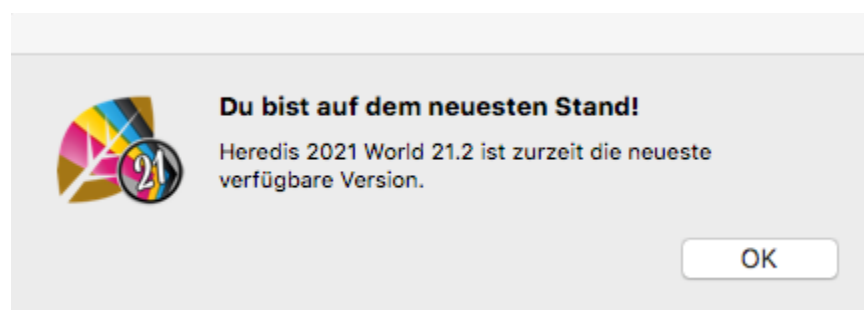 Du bist auf dem neuesten Stand!
Heredis 2021 World 21.2 ist zurzeit die neueste
verfügbare Version.
21
OK